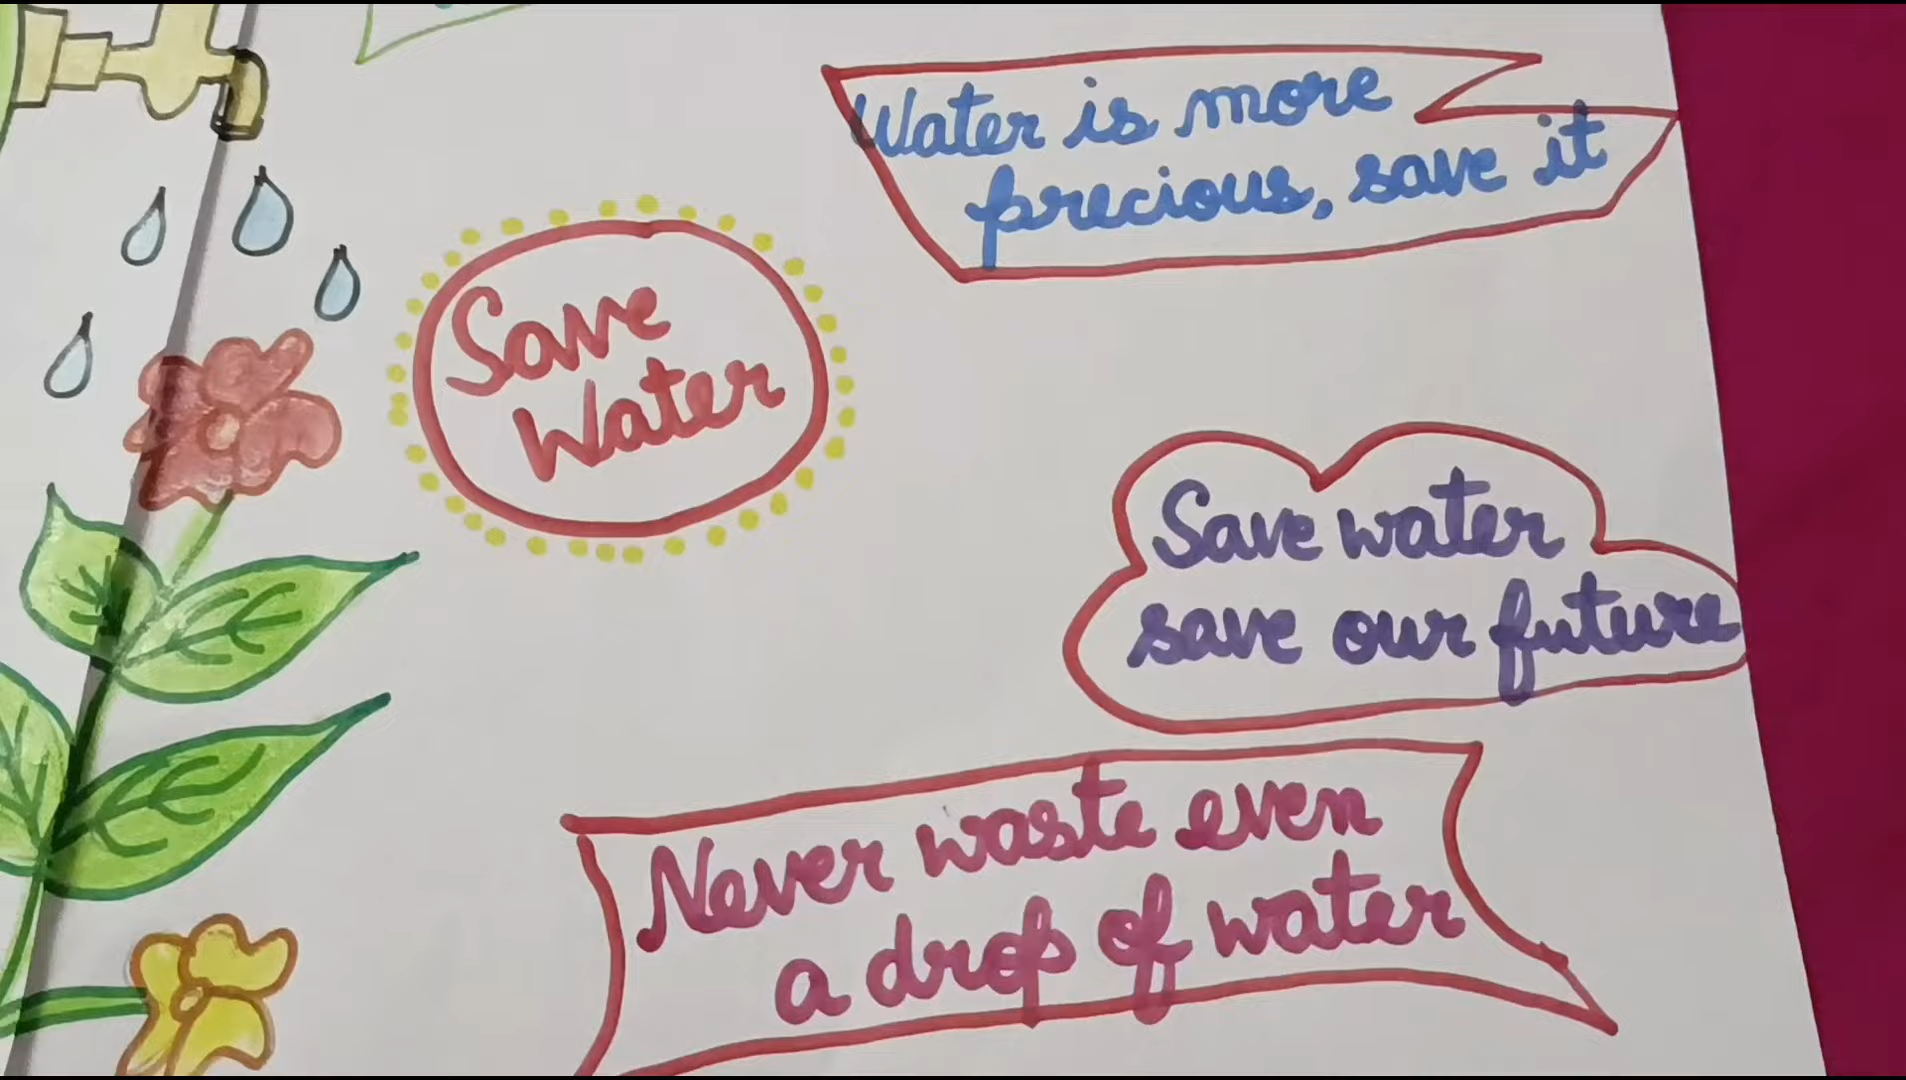 Water is more
precious, save it
Save
Water
Save water
save our future
Never waste even
a drop of water